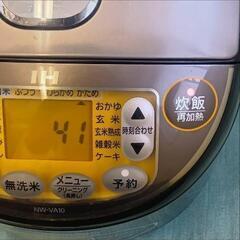 IH
白米 ふつう やわらかめ かため
おかゆ
玄米
玄米熟成
雑穀米
ケーキ
41
時刻合わせ
炊飯
再加熱
無洗米
メニュー
クリーニング
予約
NW-VA10